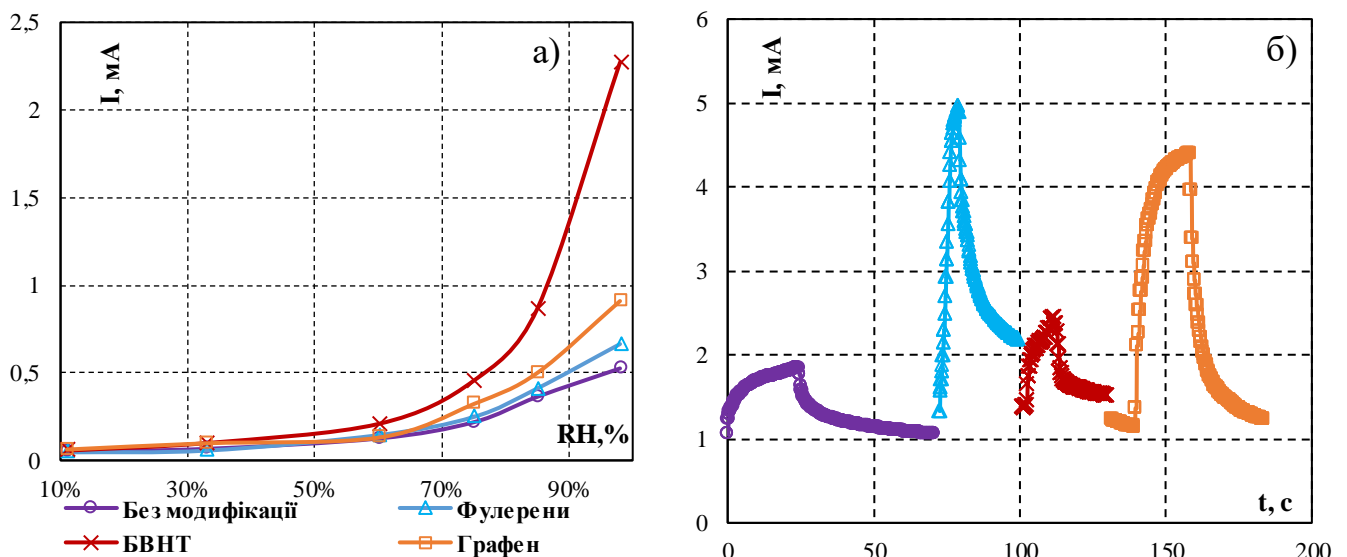 а)
I, мА
2,5
2
1,5
1
0,5
0
RH,%
10% 30% 50% 70% 90%
Без модифікації
Фулерени
БВНТ
Графен
б)
I, мА
6
5
4
3
2
1
0
t, с
0 50 100 150 200